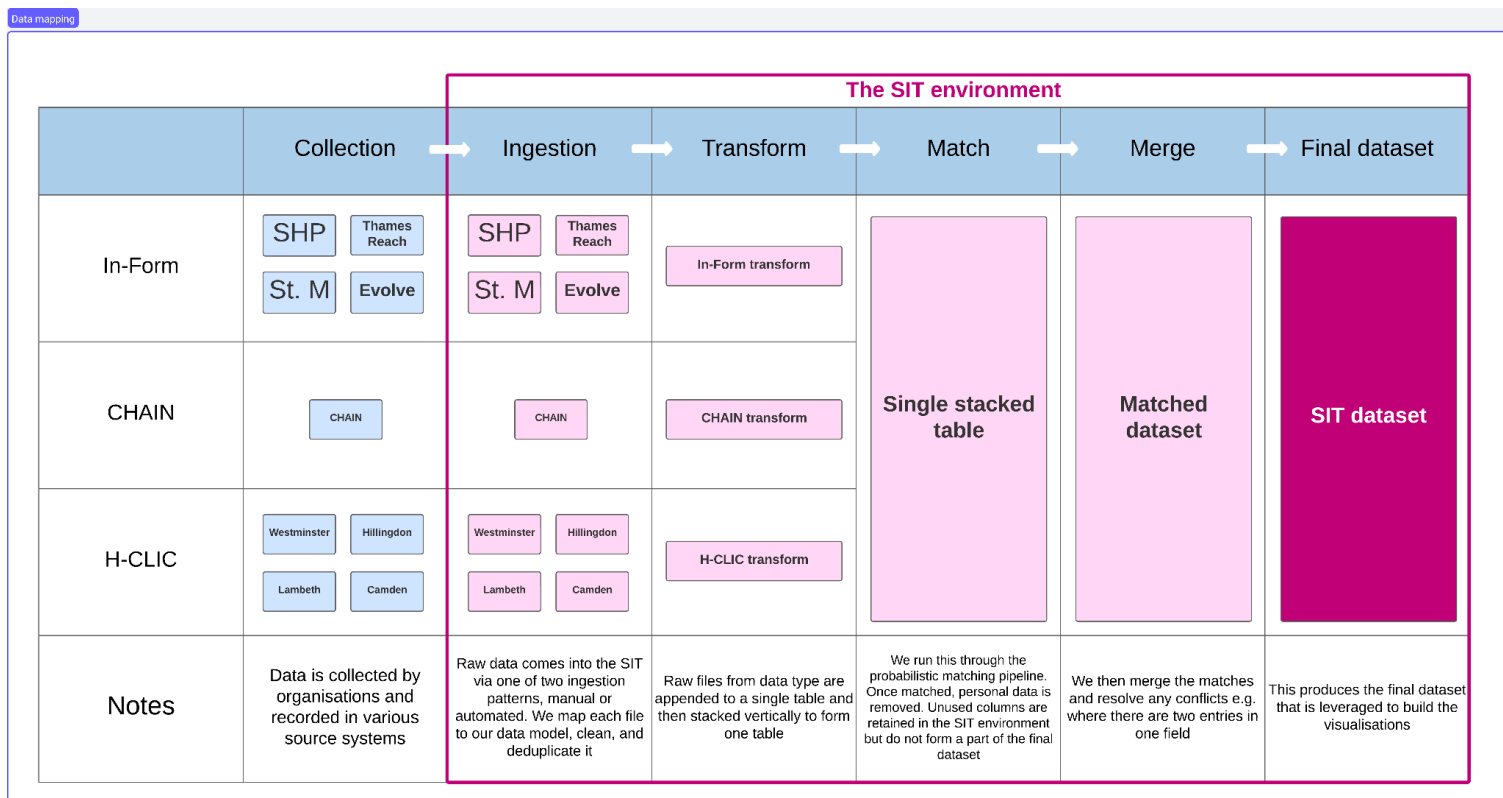 Data mapping
The SIT environment
Collection
Ingestion
Transform
Match
Merge
Final dataset
In-Form
SHP
Thames
Reach
St. M
Evolve
SHP
Thames
Reach
St. M
Evolve
In-Form transform
CHAIN
CHAIN
CHAIN
CHAIN transform
H-CLIC
Westminster
Hillingdon
Lambeth
Camden
Westminster
Hillingdon
Lambeth
Camden
H-CLIC transform
Single stacked
table
Matched
dataset
SIT dataset
Notes
Data is collected by
organisations and
recorded in various
source systems
Raw data comes into the SIT
via one of two ingestion
patterns, manual or
automated. We map each file
to our data model, clean, and
deduplicate it
Raw files from data type are
appended to a single table and
then stacked vertically to form
one table
We run this through the
probabilistic matching pipeline.
Once matched, personal data is
removed. Unused columns are
retained in the SIT environment
but do not form a part of the final
dataset
We then merge the matches
and resolve any conflicts e.g.
where there are two entries in
one field
This produces the final dataset
that is leveraged to build the
visualisations